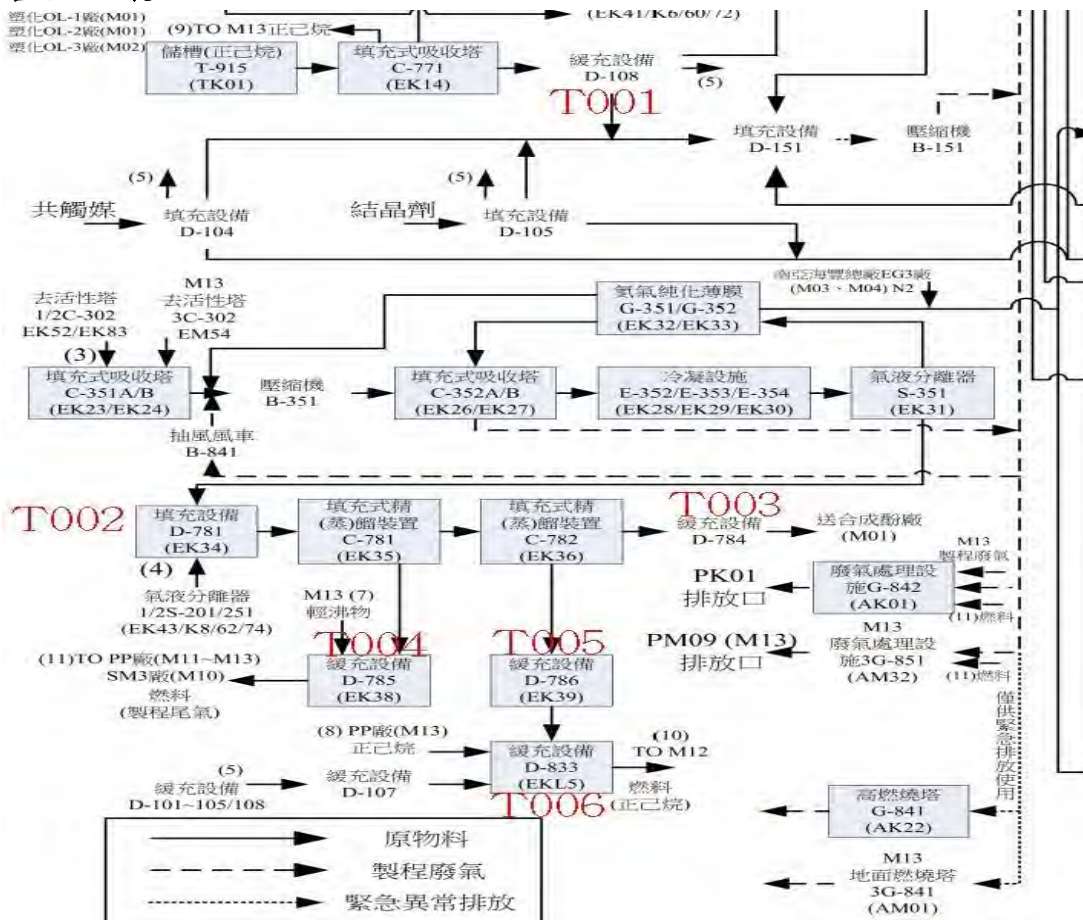 塑化OL-1廠(M01)
塑化OL-2廠(M01)
塑化OL-3廠(M02)
(9)TO M13正己烷
(EK41/K6/60/72)
儲槽(正己烷)
T-915
(TK01)
填充式吸收塔
C-771
(EK14)
緩充設備
D-108
(5)
T001
填充設備
D-151
壓縮機
B-151
(5)
(5)
共觸媒
填充設備
D-104
結晶劑
填充設備
D-105
南亞海豐總廠EG3廠
(M03、M04) N2
去活性塔
1/2C-302
EK52/EK83
M13
去活性塔
3C-302
EM54
氫氣純化薄膜
G-351/G-352
(EK32/EK33)
(3)
填充式吸收塔
C-351A/B
(EK23/EK24)
壓縮機
B-351
填充式吸收塔
C-352A/B
(EK26/EK27)
冷凝設施
E-352/E-353/E-354
(EK28/EK29/EK30)
氣液分離器
S-351
(EK31)
抽風風車
B-841
T002
填充設備
D-781
(EK34)
填充式精
(蒸)餾裝置
C-781
(EK35)
填充式精
(蒸)餾裝置
C-782
(EK36)
T003
緩充設備
D-784
送合成酚廠
(M01)
(4)
氣液分離器
1/2S-201/251
(EK43/K8/62/74)
M13 (7)
輕沸物
PK01
排放口
廢氣處理設
施G-842
(AK01)
M13
製程廢氣
(11)燃料
T004
T005
(11)TO PP廠(M11~M13)
SM3廠(M10)
燃料
(製程尾氣)
緩充設備
D-785
(EK38)
緩充設備
D-786
(EK39)
PM09 (M13)
排放口
M13
廢氣處理設
施3G-851
(AM32)
(11)燃料
僅供緊急排放使用
(8) PP廠(M13)
正己烷
緩充設備
D-833
(EKL5)
(10)
TO M12
燃料
(正己烷)
(5)
緩充設備
D-101~105/108
緩充設備
D-107
T006
高燃燒塔
G-841
(AK22)
M13
地面燃燒塔
3G-841
(AM01)
原物料
製程廢氣
緊急異常排放